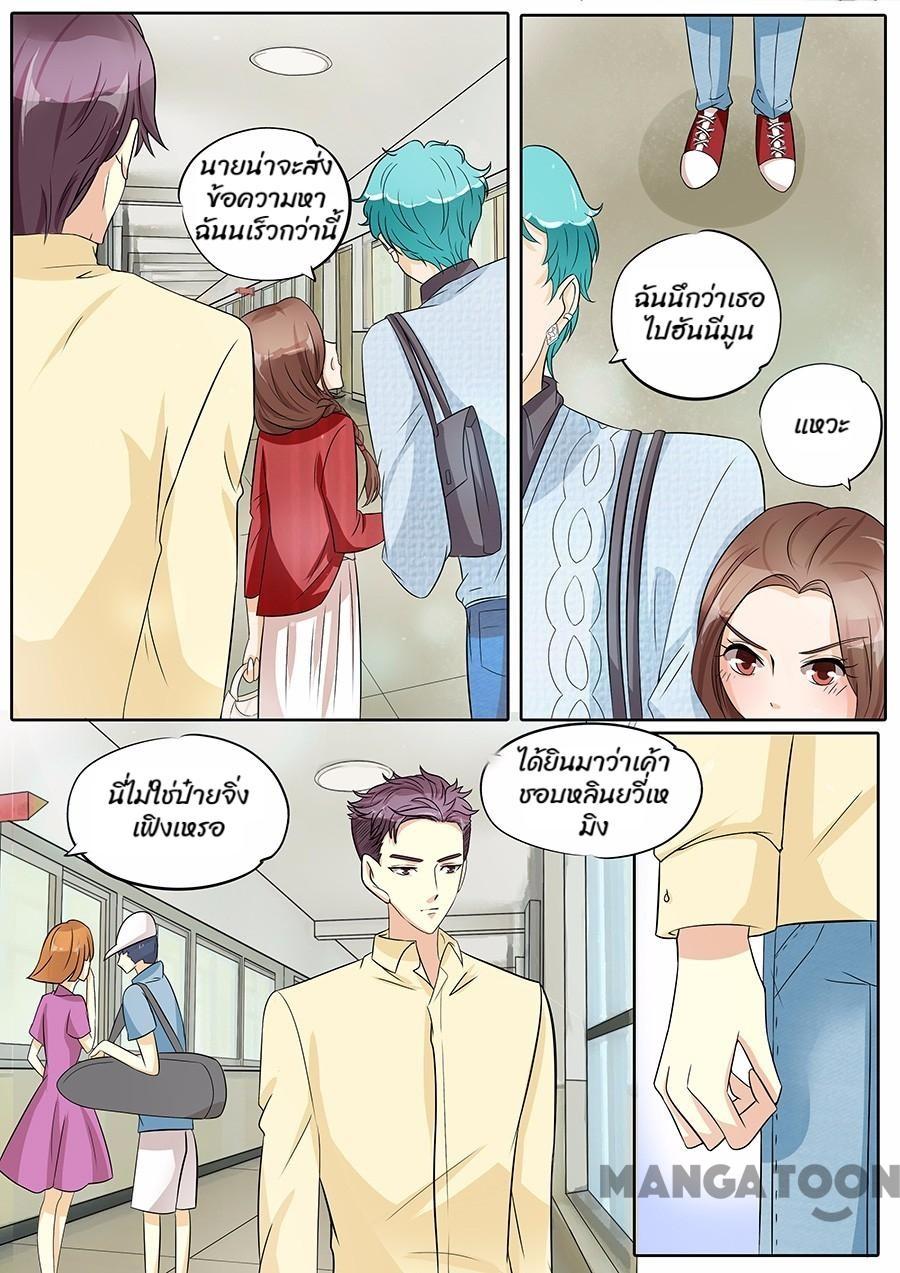 นายน่าจะส่ง
ข้อความหา
ฉันนเร็วกว่านี้
ฉันนึกว่าเธอ
ไปฮันนีมูน
แหวะ
นี่ไม่ใช่ป๋ายจิ่ง
เฟิงเหรอ
ได้ยินมาว่าเค้า
ชอบหลินยวี่เห
มิง
MANGATOON